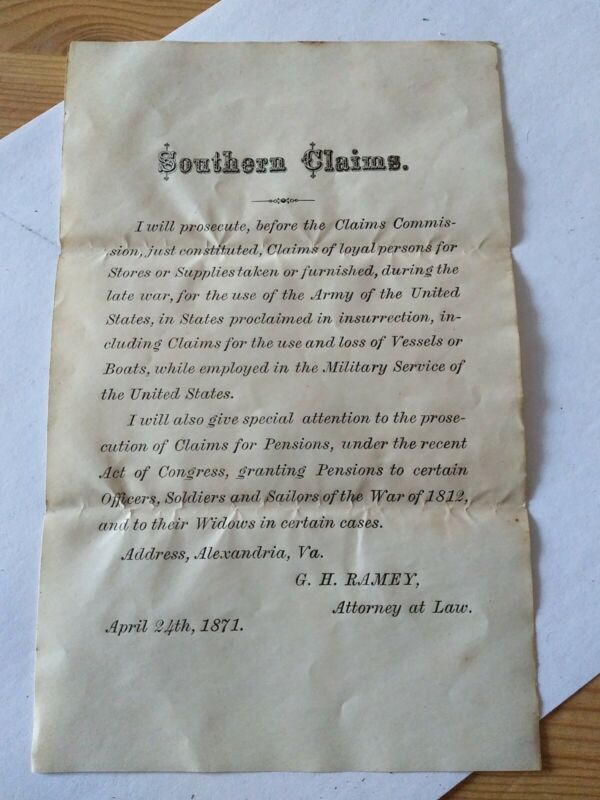 Southern Claims.
I will prosecute, before the Claims Commis-
sion, just constituted, Claims of loyal persons for
Stores or Supplies taken or furnished, during the
late war, for the use of the Army of the United
States, in States proclaimed in insurrection, in-
cluding Claims for the use and loss of Vessels or
Boats, while employed in the Military Service of
the United States.
I will also give special attention to the prose-
cution of Claims for Pensions, under the recent
Act of Congress, granting Pensions to certain
Officers, Soldiers and Sailors of the War of 1812,
and to their Widows in certain cases.
Address, Alexandria, Va.
G. H. RAMEY,
Attorney at Law.
April 24th, 1871.